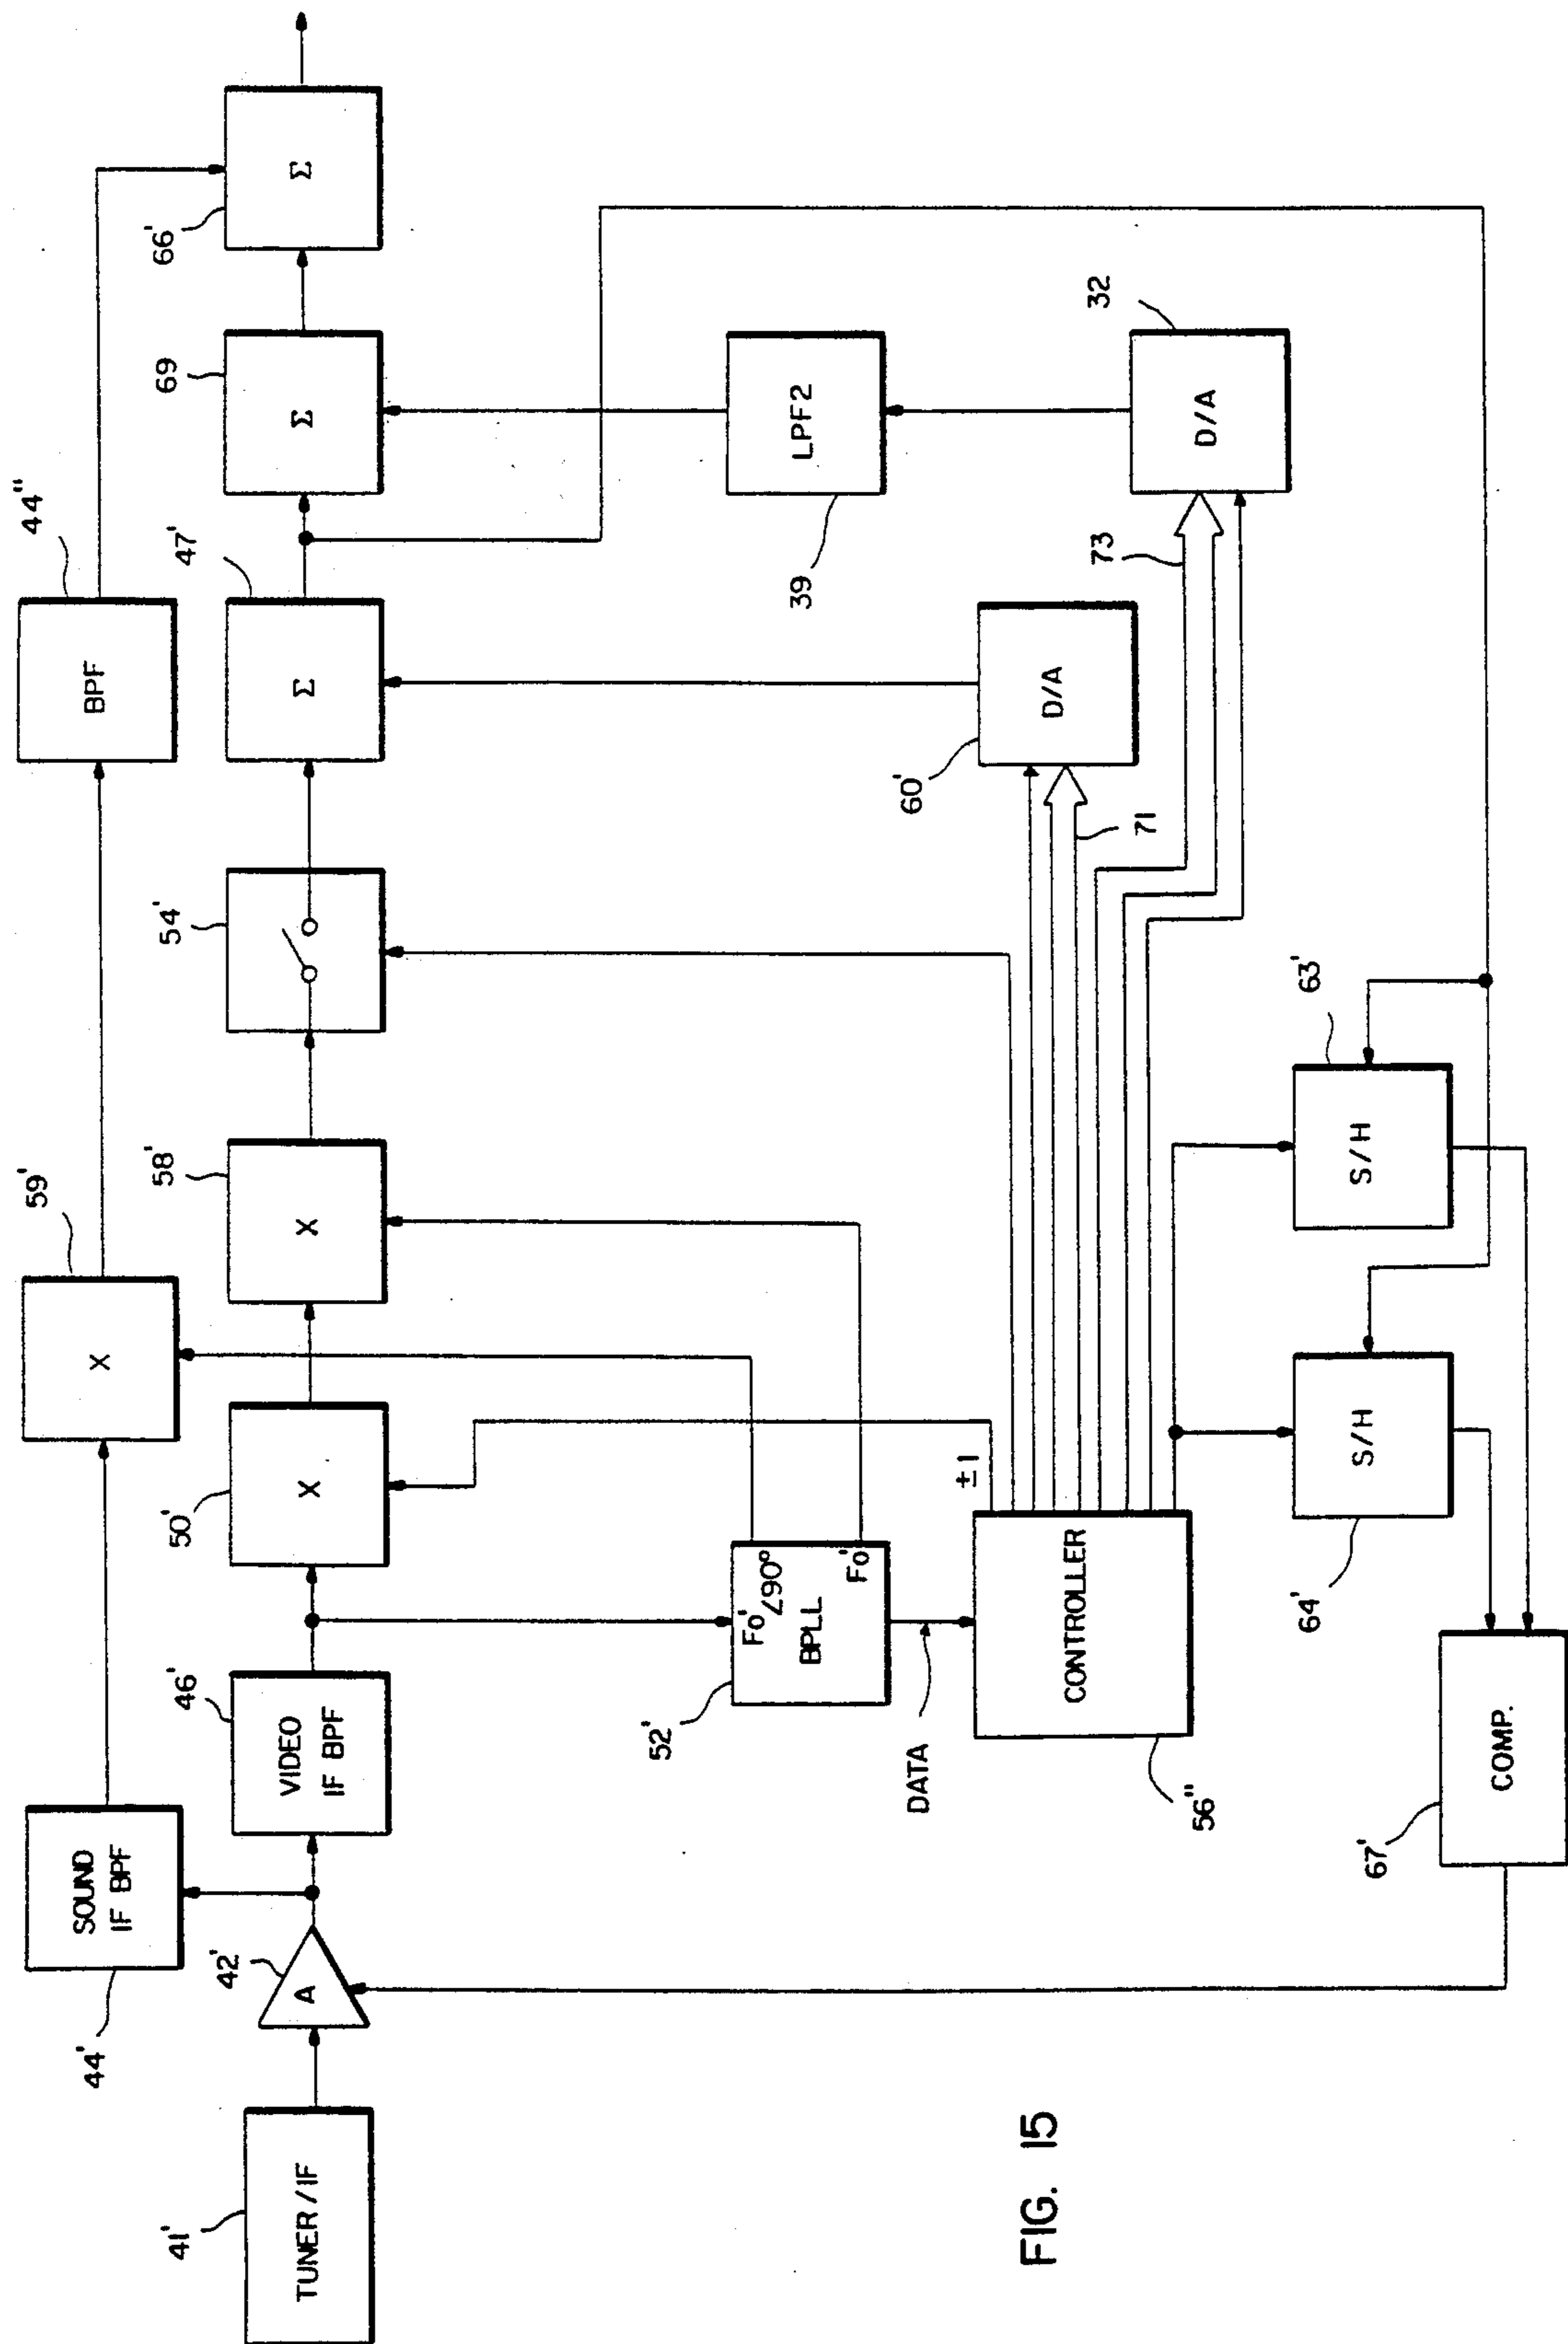 44"
BPF
59'
X
44'
SOUND
IF BPF
66'
Σ
69
Σ
47'
Σ
54'
58'
X
50'
X
46'
VIDEO
IF BPF
42'
A
41'
TUNER/IF
39
LPF2
32
D/A
73
60'
D/A
71
52'
Fo'∠90°
BPLL
Fo'
DATA
±1
CONTROLLER
56"
63'
S/H
64'
S/H
67'
COMP.
FIG. 15